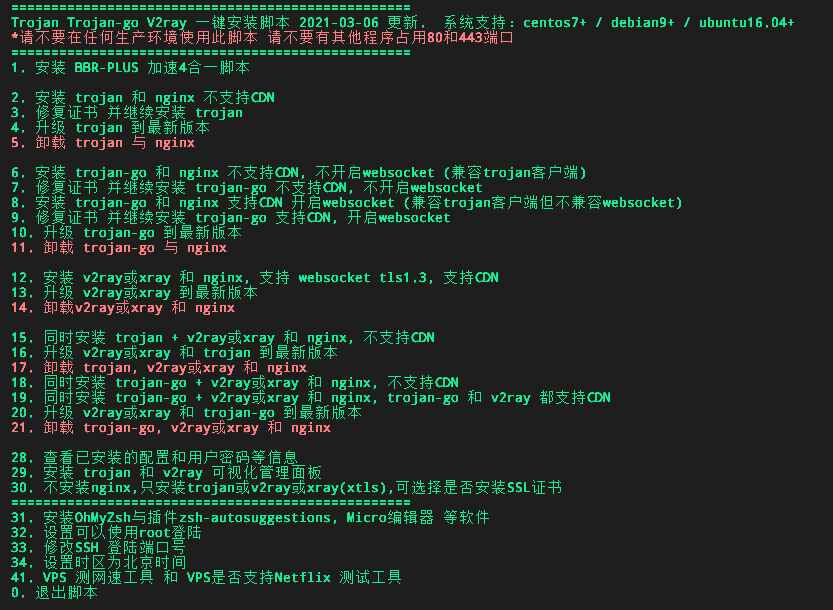 ==================================================
Trojan Trojan-go V2ray 一键安装脚本 2021-03-06 更新.  系统支持：centos7+ / debian9+ / ubuntu16.04+
*请不要在任何生产环境使用此脚本 请不要有其他程序占用80和443端口
==================================================
1. 安装 BBR-PLUS 加速4合一脚本
2. 安装 trojan 和 nginx 不支持CDN
3. 修复证书 并继续安装 trojan
4. 升级 trojan 到最新版本
5. 卸载 trojan 与 nginx
6. 安装 trojan-go 和 nginx 不支持CDN, 不开启websocket (兼容trojan客户端)
7. 修复证书 并继续安装 trojan-go 不支持CDN, 不开启websocket
8. 安装 trojan-go 和 nginx 支持CDN 开启websocket (兼容trojan客户端但不兼容websocket)
9. 修复证书 并继续安装 trojan-go 支持CDN, 开启websocket
10. 升级 trojan-go 到最新版本
11. 卸载 trojan-go 与 nginx
12. 安装 v2ray或xray 和 nginx, 支持 websocket tls1.3, 支持CDN
13. 升级 v2ray或xray 到最新版本
14. 卸载v2ray或xray 和 nginx
15. 同时安装 trojan + v2ray或xray 和 nginx, 不支持CDN
16. 升级 v2ray或xray 和 trojan 到最新版本
17. 卸载 trojan, v2ray或xray 和 nginx
18. 同时安装 trojan-go + v2ray或xray 和 nginx, 不支持CDN
19. 同时安装 trojan-go + v2ray或xray 和 nginx, trojan-go 和 v2ray 都支持CDN
20. 升级 v2ray或xray 和 trojan-go 到最新版本
21. 卸载 trojan-go, v2ray或xray 和 nginx
28. 查看已安装的配置和用户密码等信息
29. 安装 trojan 和 v2ray 可视化管理面板
30. 不安装nginx,只安装trojan或v2ray或xray(xtls),可选择是否安装SSL证书
==================================================
31. 安装OhMyZsh与插件zsh-autosuggestions, Micro编辑器 等软件
32. 设置可以使用root登陆
33. 修改SSH 登陆端口号
34. 设置时区为北京时间
41. VPS 测网速工具 和 VPS是否支持Netflix 测试工具
0. 退出脚本